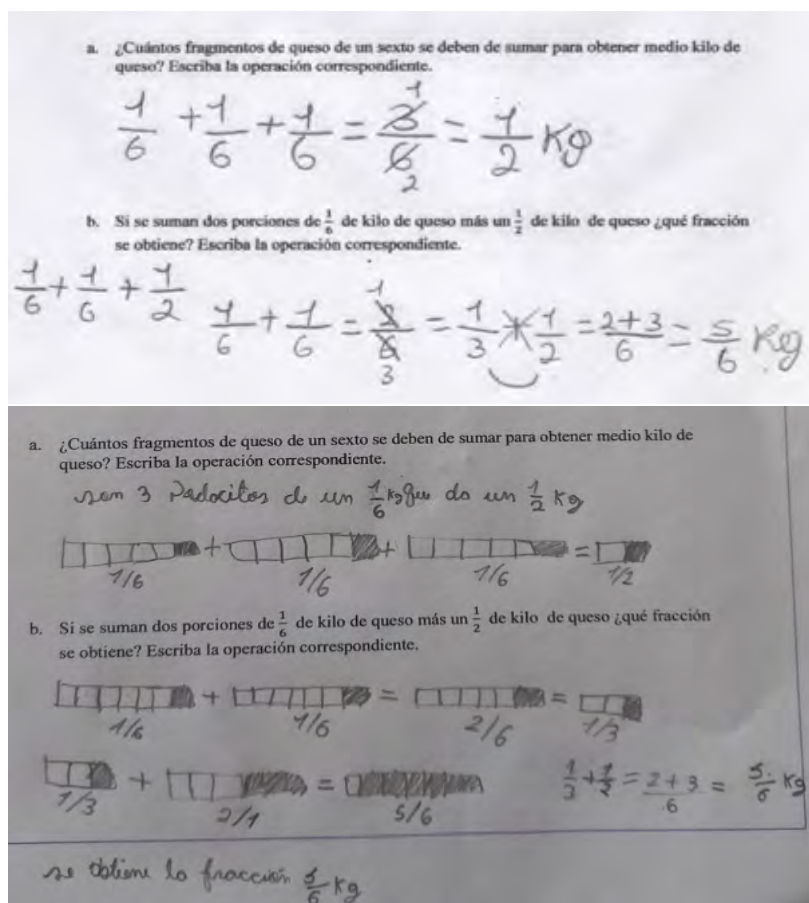 a. ¿Cuántos fragmentos de queso de un sexto se deben de sumar para obtener medio kilo de
queso? Escriba la operación correspondiente.
1/6 + 1/6 + 1/6 = 3/6 = 1/2 Kg
1
2
b. Si se suman dos porciones de 1/6 de kilo de queso más un 1/2 de kilo de queso ¿qué fracción
se obtiene? Escriba la operación correspondiente.
1/6 + 1/6 + 1/2
1/6 + 1/6 = 2/6 = 1/3 + 1/2 = 2+3/6 = 5/6 Kg
1
3
a. ¿Cuántos fragmentos de queso de un sexto se deben de sumar para obtener medio kilo de
queso? Escriba la operación correspondiente.
son 3 Pedocitos de un 1/6 kg que da un 1/2 Kg
+ + =
1/6 1/6 1/6 1/2
b. Si se suman dos porciones de 1/6 de kilo de queso más un 1/2 de kilo de queso ¿qué fracción
se obtiene? Escriba la operación correspondiente.
+ = =
1/6 1/6 2/6 1/3
+ = 1/3 + 1/2 = 2+3/6 = 5/6 Kg
1/3 2/1 5/6
se obtiene la fracción 5/6 Kg